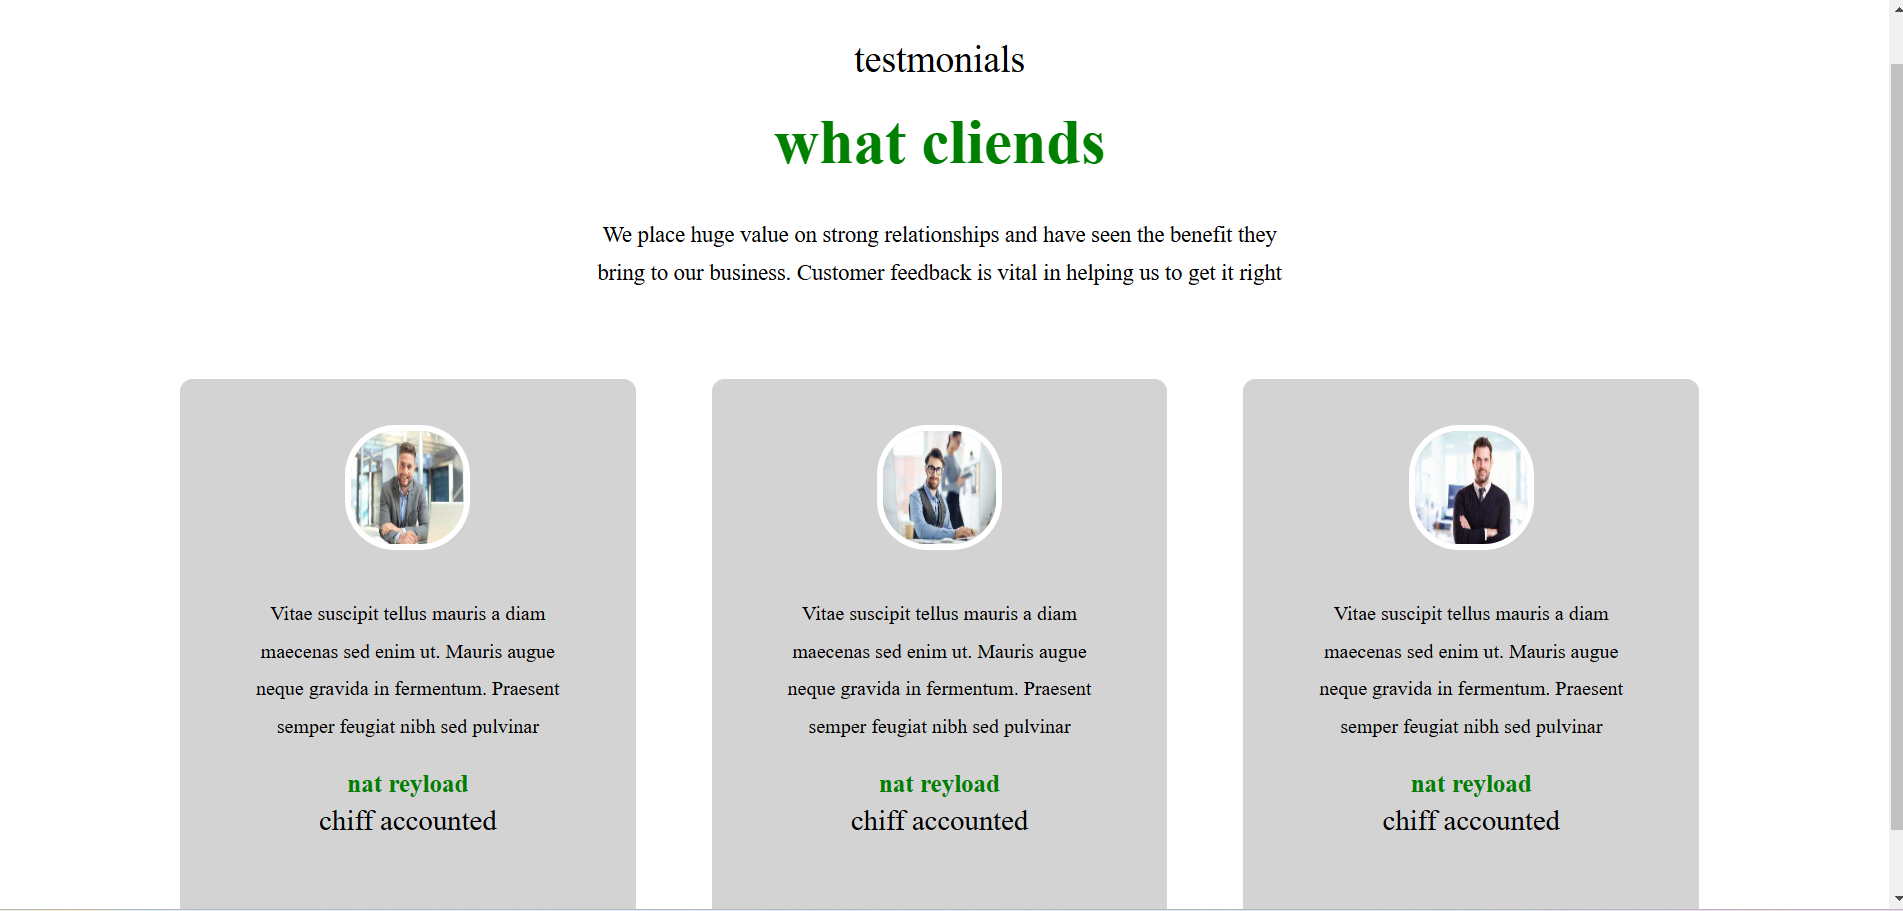 testmonials
what cliends
We place huge value on strong relationships and have seen the benefit they
bring to our business. Customer feedback is vital in helping us to get it right
Vitae suscipit tellus mauris a diam
maecenas sed enim ut. Mauris augue
neque gravida in fermentum. Praesent
semper feugiat nibh sed pulvinar
nat reyload
chiff accounted
Vitae suscipit tellus mauris a diam
maecenas sed enim ut. Mauris augue
neque gravida in fermentum. Praesent
semper feugiat nibh sed pulvinar
nat reyload
chiff accounted
Vitae suscipit tellus mauris a diam
maecenas sed enim ut. Mauris augue
neque gravida in fermentum. Praesent
semper feugiat nibh sed pulvinar
nat reyload
chiff accounted